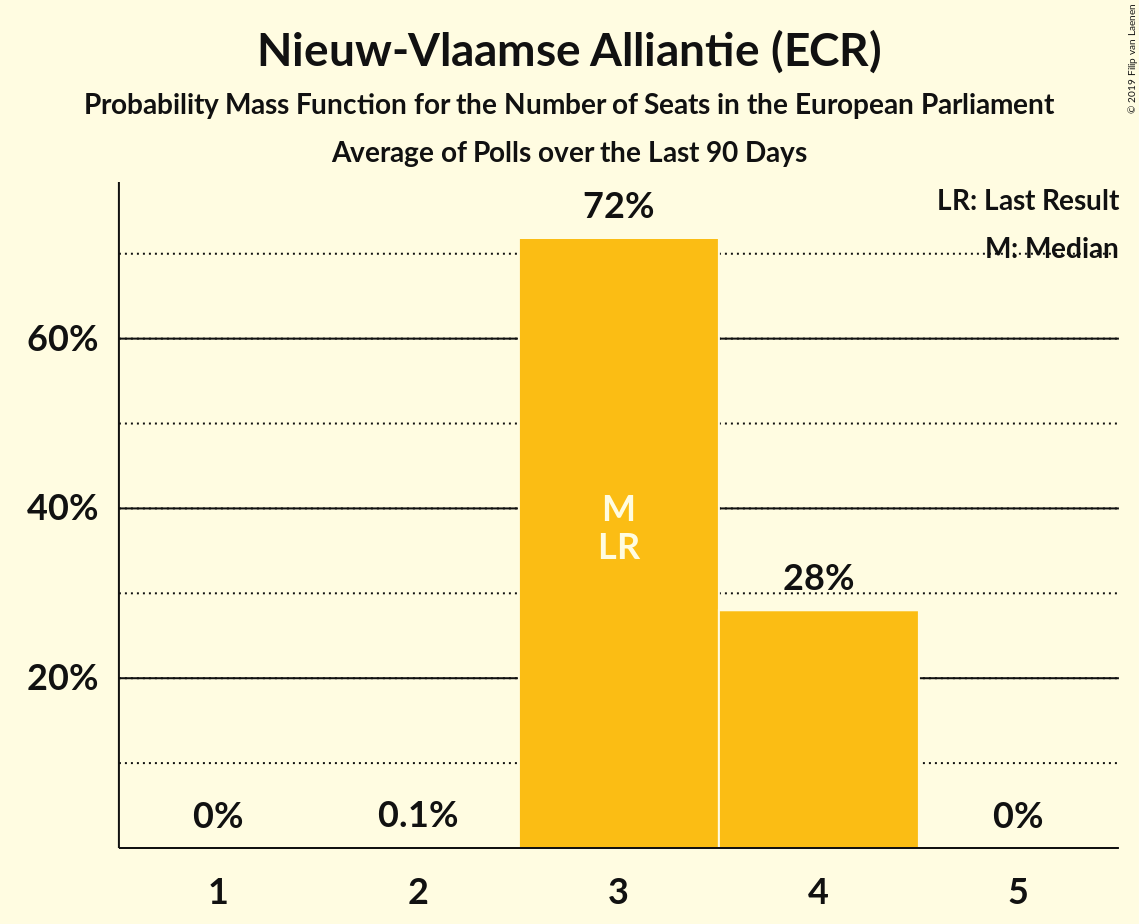 Nieuw-Vlaamse Alliantie (ECR)
Probability Mass Function for the Number of Seats in the European Parliament
Average of Polls over the Last 90 Days
© 2019 Filip van Laenen
LR: Last Result
M: Median
72%
60%
40%
20%
M
LR
28%
0%
0.1%
0%
1
2
3
4
5